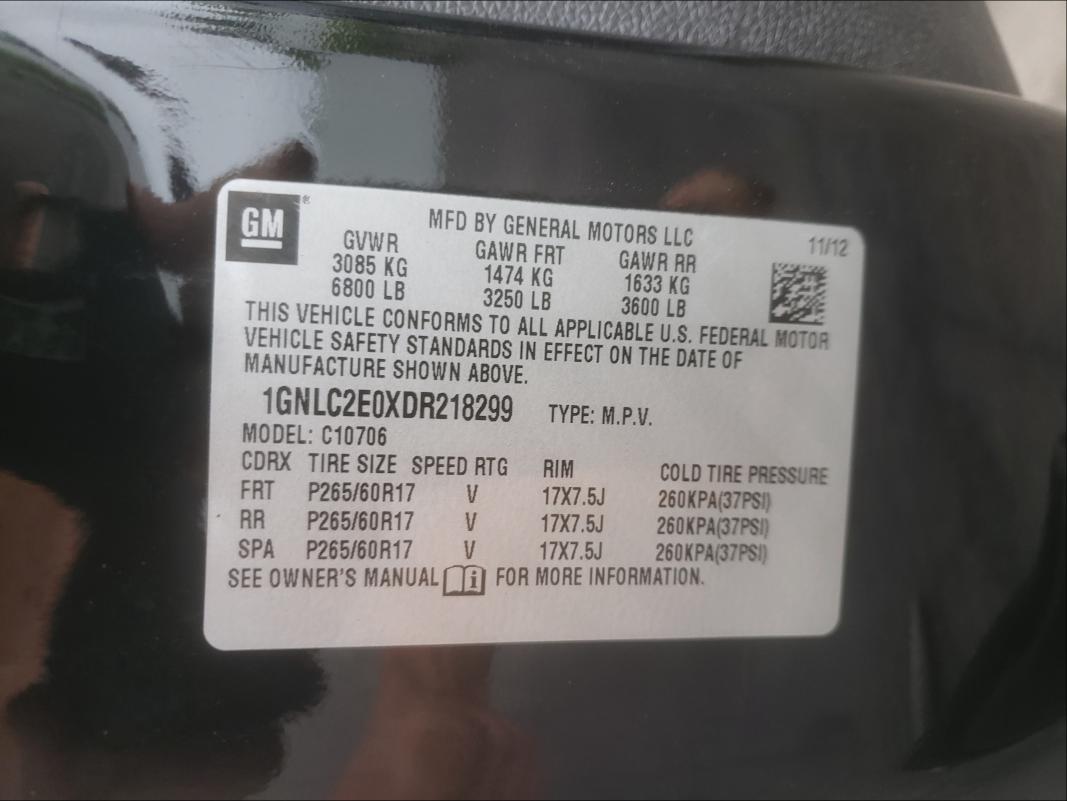 GM®
MFD BY GENERAL MOTORS LLC
11/12
GVWR GAWR FRT GAWR RR
3085 KG 1474 KG 1633 KG
6800 LB 3250 LB 3600 LB
THIS VEHICLE CONFORMS TO ALL APPLICABLE U.S. FEDERAL MOTOR
VEHICLE SAFETY STANDARDS IN EFFECT ON THE DATE OF
MANUFACTURE SHOWN ABOVE.
1GNLC2E0XDR218299 TYPE: M.P.V.
MODEL: C10706
CDRX TIRE SIZE SPEED RTG RIM COLD TIRE PRESSURE
FRT P265/60R17 V 17X7.5J 260KPA(37PSI)
RR P265/60R17 V 17X7.5J 260KPA(37PSI)
SPA P265/60R17 V 17X7.5J 260KPA(37PSI)
SEE OWNER'S MANUAL i FOR MORE INFORMATION.